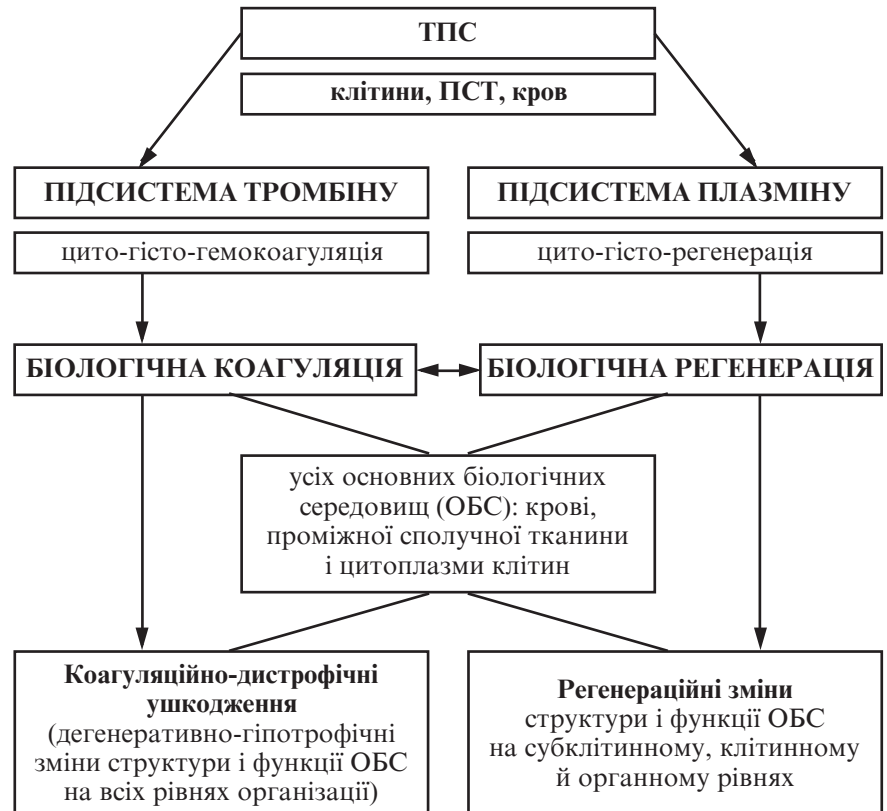 ТПС
клітини, ПСТ, кров
ПІДСИСТЕМА ТРОМБІНУ
ПІДСИСТЕМА ПЛАЗМІНУ
цито-гісто-гемокоагуляція
цито-гісто-регенерація
БІОЛОГІЧНА КОАГУЛЯЦІЯ
БІОЛОГІЧНА РЕГЕНЕРАЦІЯ
усіх основних біологічних
середовищ (ОБС): крові,
проміжної сполучної тканини
і цитоплазми клітин
Коагуляційно-дистрофічні
ушкодження
(дегенеративно-гіпотрофічні
зміни структури і функції ОБС
на всіх рівнях організації)
Регенераційні зміни
структури і функції ОБС
на субклітинному, клітинному
й органному рівнях